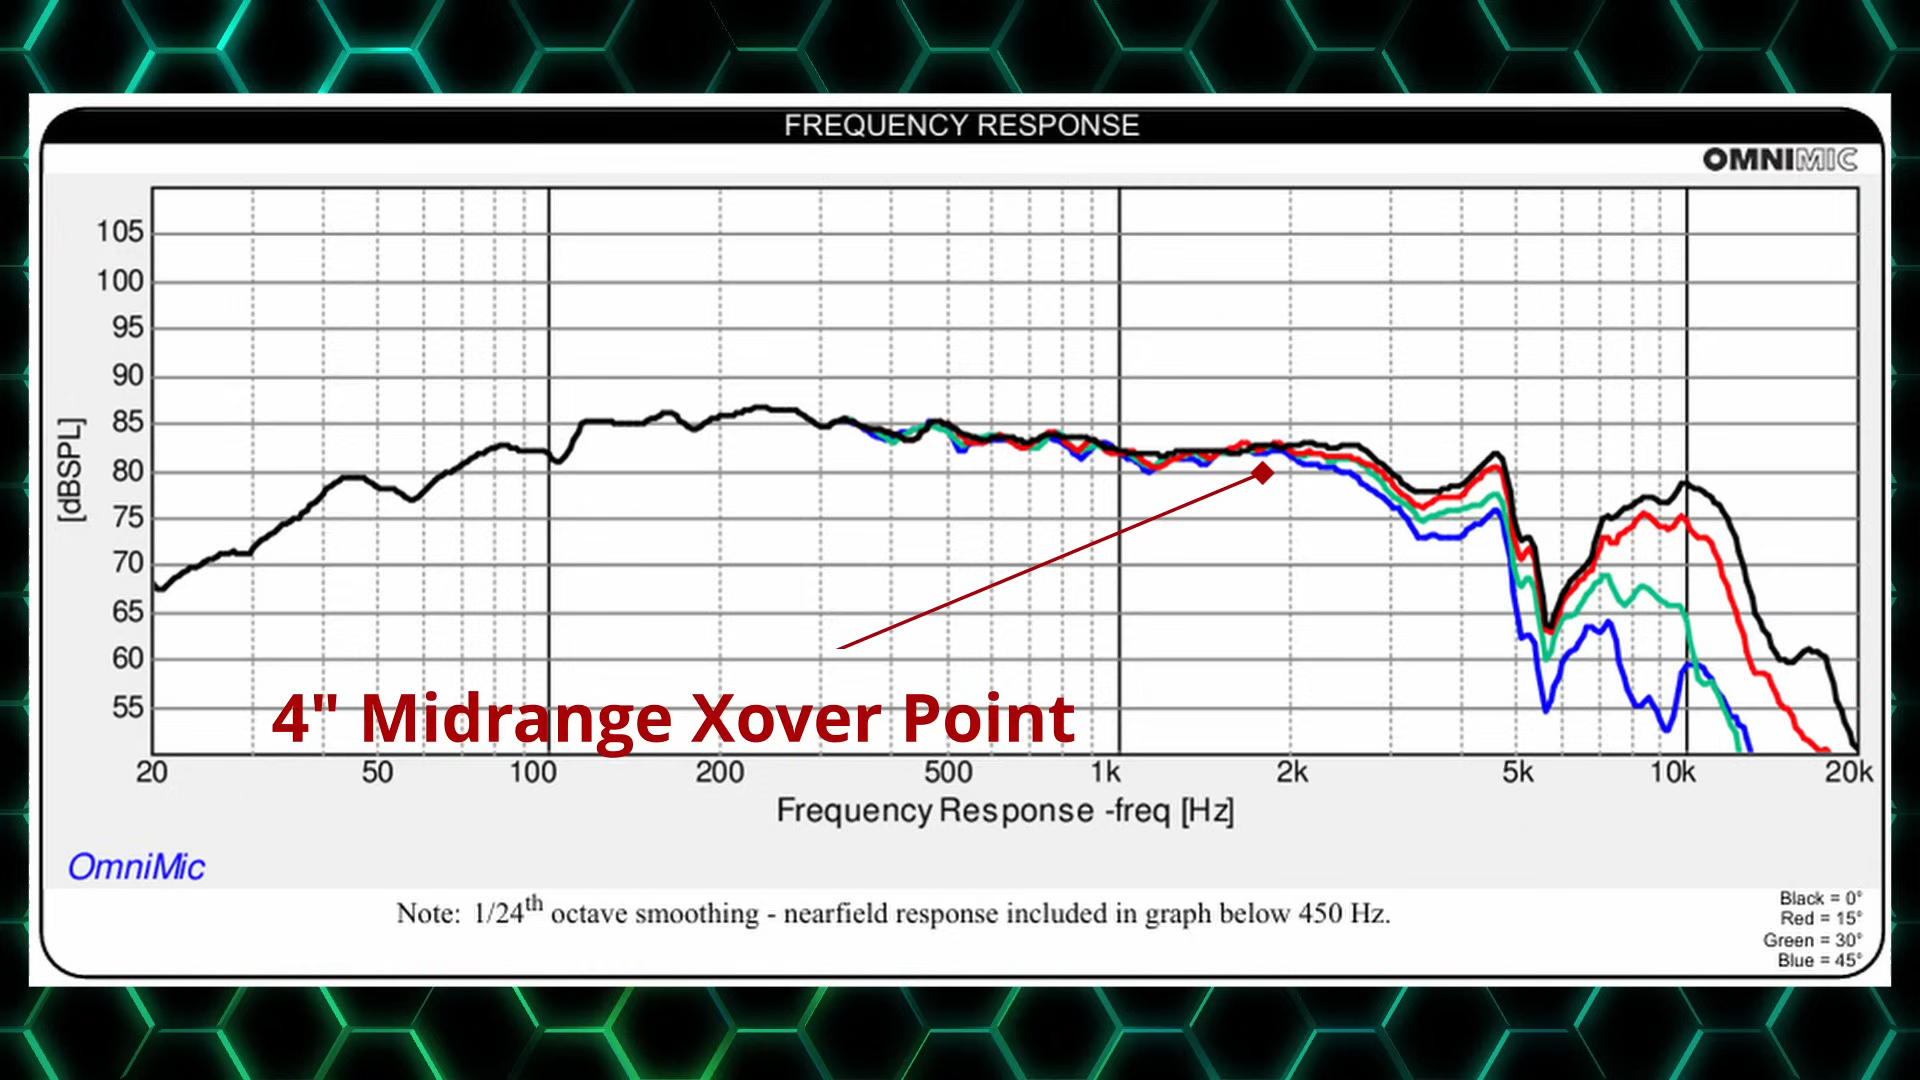 FREQUENCY RESPONSE
OMNIMIC
105
100
95
90
85
80
75
70
65
60
55
[dBSPL]
4" Midrange Xover Point
20 50 100 200 500 1k 2k 5k 10k 20k
Frequency Response -freq [Hz]
OmniMic
Note: 1/24th octave smoothing - nearfield response included in graph below 450 Hz.
Black = 0°
Red = 15°
Green = 30°
Blue = 45°